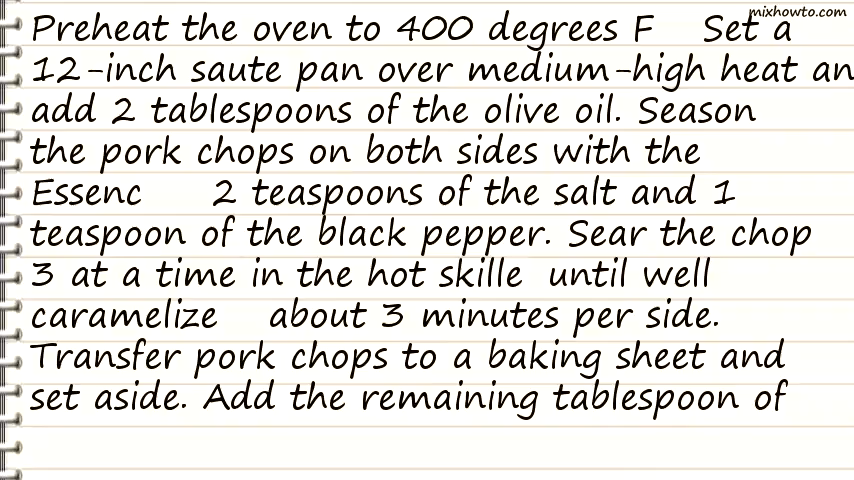 mixhowto.com
Preheat the oven to 400 degrees F Set a
12-inch saute pan over medium-high heat an
add 2 tablespoons of the olive oil. Season
the pork chops on both sides with the
Essenc 2 teaspoons of the salt and 1
teaspoon of the black pepper. Sear the chop
3 at a time in the hot skille until well
caramelize about 3 minutes per side.
Transfer pork chops to a baking sheet and
set aside. Add the remaining tablespoon of